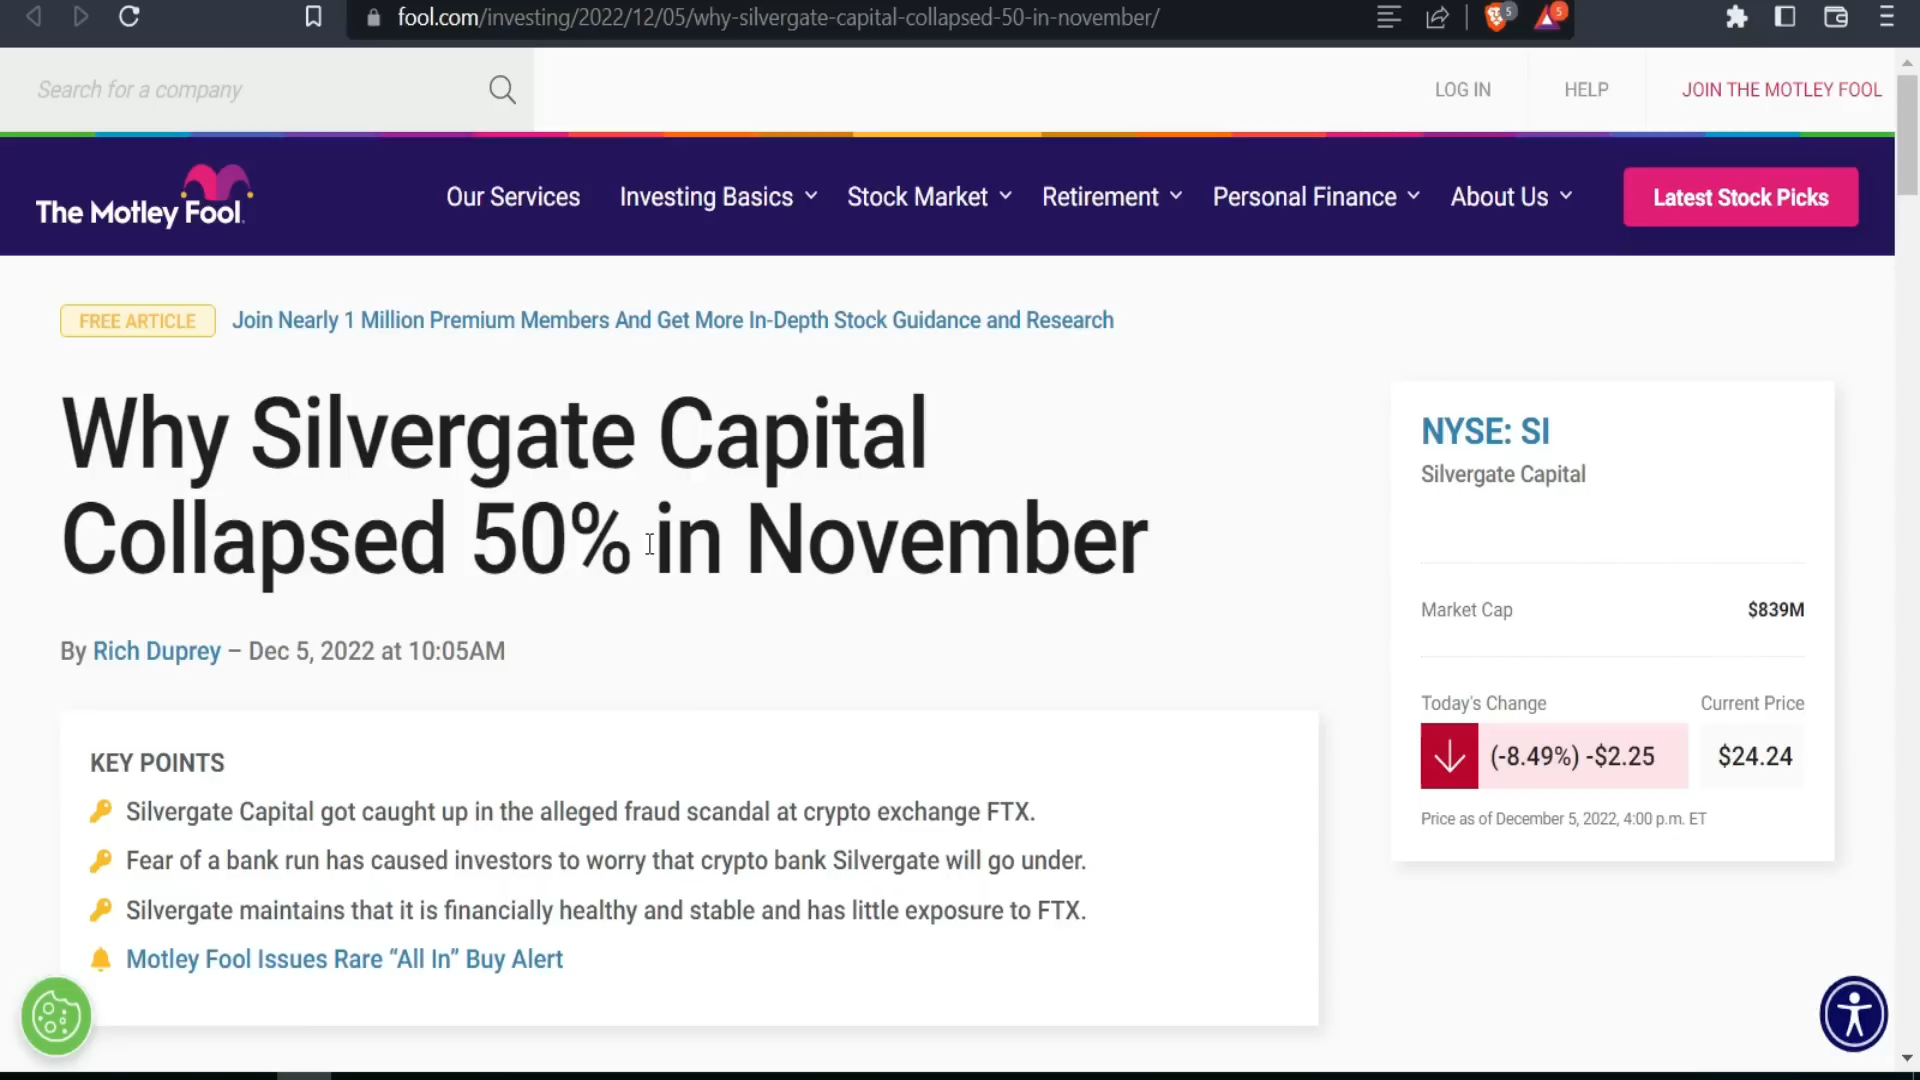 fool.com/investing/2022/12/05/why-silvergate-capital-collapsed-50-in-november/
5
5
Search for a company
LOG IN
HELP
JOIN THE MOTLEY FOOL
The Motley Fool.
Our Services
Investing Basics
Stock Market
Retirement
Personal Finance
About Us
Latest Stock Picks
FREE ARTICLE
Join Nearly 1 Million Premium Members And Get More In-Depth Stock Guidance and Research
Why Silvergate Capital
Collapsed 50% in November
By Rich Duprey – Dec 5, 2022 at 10:05AM
KEY POINTS
Silvergate Capital got caught up in the alleged fraud scandal at crypto exchange FTX.
Fear of a bank run has caused investors to worry that crypto bank Silvergate will go under.
Silvergate maintains that it is financially healthy and stable and has little exposure to FTX.
Motley Fool Issues Rare “All In” Buy Alert
NYSE: SI
Silvergate Capital
Market Cap
$839M
Today's Change
Current Price
(-8.49%) -$2.25
$24.24
Price as of December 5, 2022, 4:00 p.m. ET